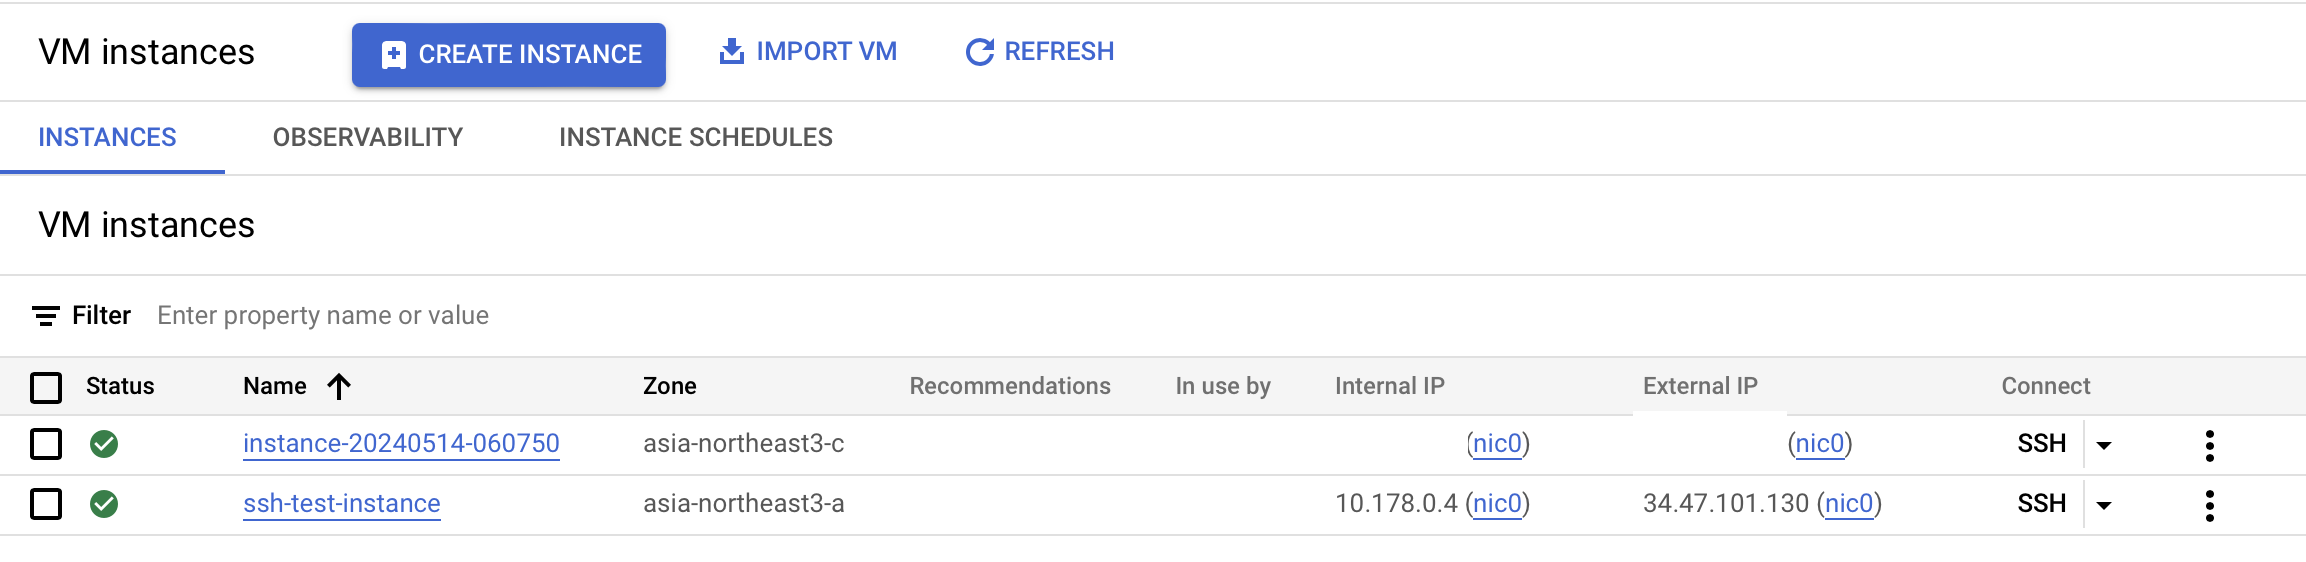 VM instances CREATE INSTANCE IMPORT VM REFRESH
INSTANCES OBSERVABILITY INSTANCE SCHEDULES
VM instances
Filter Enter property name or value
Status Name Zone Recommendations In use by Internal IP External IP Connect
instance-20240514-060750 asia-northeast3-c (nic0) (nic0) SSH
ssh-test-instance asia-northeast3-a 10.178.0.4 (nic0) 34.47.101.130 (nic0) SSH